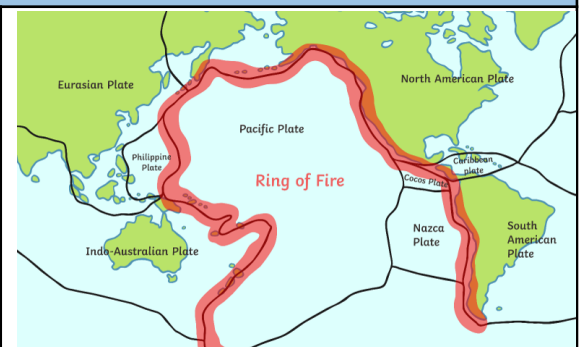 Eurasian Plate
North American Plate
Pacific Plate
Philippine
Plate
Caribbean
plate
Ring of Fire
Cocos Plate
Indo-Australian Plate
Nazca
Plate
South
American
Plate